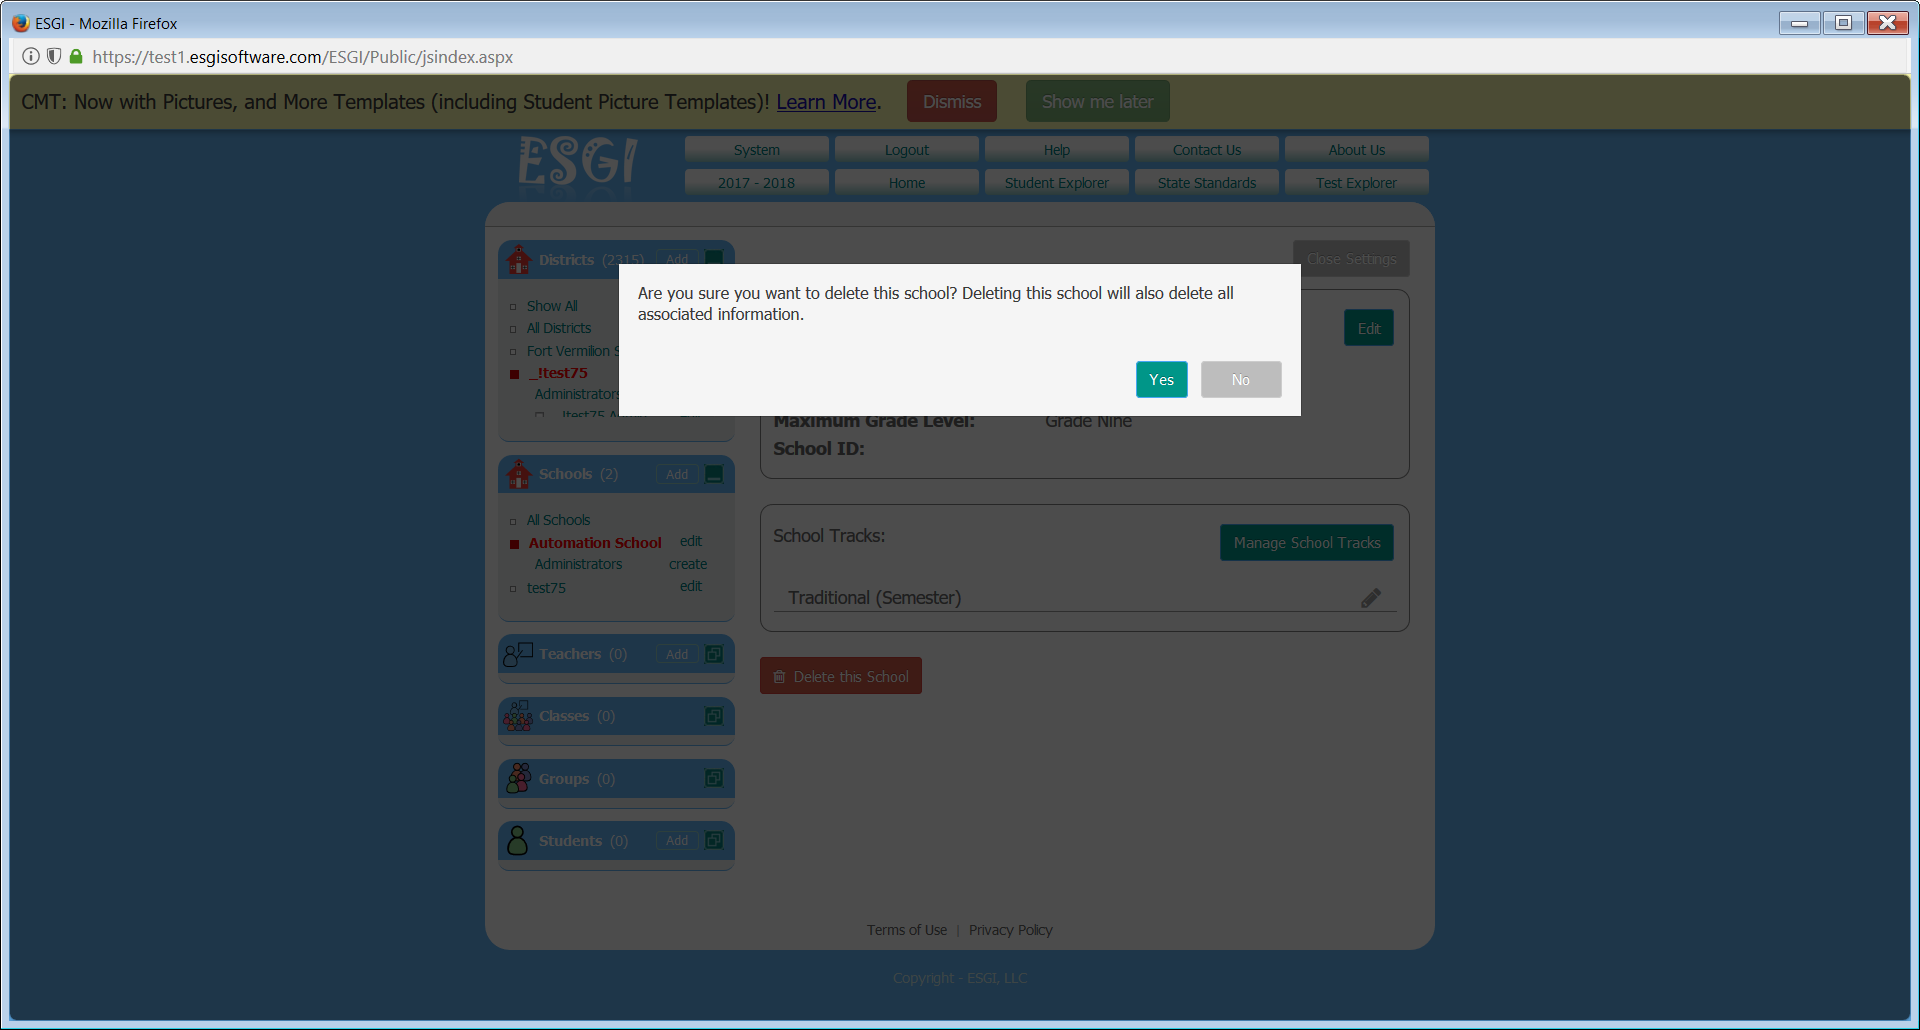 ESGI - Mozilla Firefox
https://test1.esgisoftware.com/ESGI/Public/jsindex.aspx
CMT: Now with Pictures, and More Templates (including Student Picture Templates)! Learn More. Dismiss Show me later
ESGI
System Logout Help Contact Us About Us
2017 - 2018 Home Student Explorer State Standards Test Explorer
Districts (2315) Add
Close Settings
Are you sure you want to delete this school? Deleting this school will also delete all
associated information.
Yes No
Show All
All Districts
Fort Vermilion
_!test75
Administrators
Edit
Maximum Grade Level: Grade Nine
School ID:
Schools (2) Add
All Schools
Automation School edit
Administrators create
test75 edit
School Tracks: Manage School Tracks
Traditional (Semester)
Teachers (0) Add
Delete this School
Classes (0)
Groups (0)
Students (0) Add
Terms of Use | Privacy Policy
Copyright - ESGI, LLC